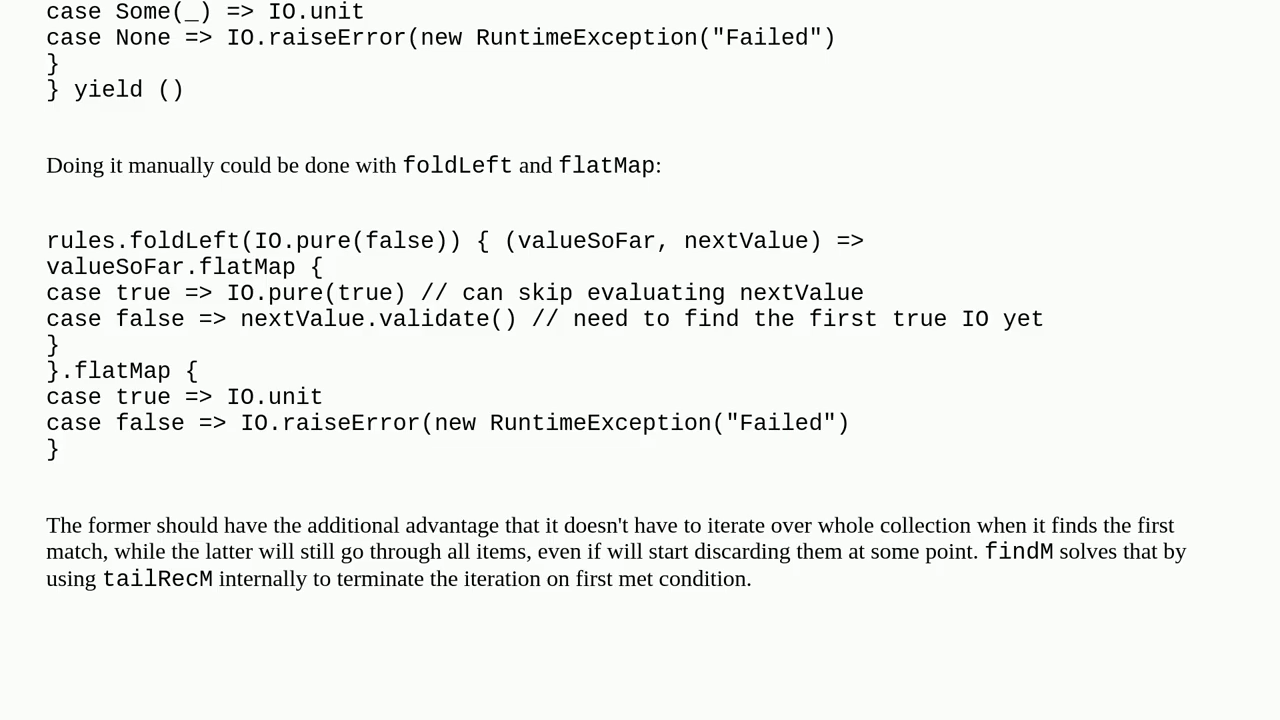 case Some(_) => IO.unit
case None => IO.raiseError(new RuntimeException("Failed")
}
} yield ()
Doing it manually could be done with foldLeft and flatMap:
rules.foldLeft(IO.pure(false)) { (valueSoFar, nextValue) =>
valueSoFar.flatMap {
case true => IO.pure(true) // can skip evaluating nextValue
case false => nextValue.validate() // need to find the first true IO yet
}
}.flatMap {
case true => IO.unit
case false => IO.raiseError(new RuntimeException("Failed")
}
The former should have the additional advantage that it doesn't have to iterate over whole collection when it finds the first
match, while the latter will still go through all items, even if will start discarding them at some point. findM solves that by
using tailRecM internally to terminate the iteration on first met condition.